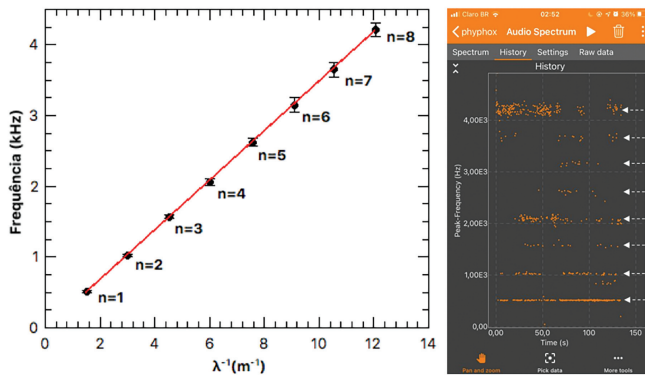 4
3
2
1
0
Frequência (kHz)
n=8
n=7
n=6
n=5
n=4
n=3
n=2
n=1
0 2 4 6 8 10 12 14
λ⁻¹(m⁻¹)
Claro BR 02:52 36%
phyphox Audio Spectrum
Spectrum History Settings Raw data
History
4,00E3
3,00E3
2,00E3
1,00E3
0,00
Peak-Frequency (Hz)
0,00 50,0 100 150
Time (s)
Pan and zoom Pick data More tools